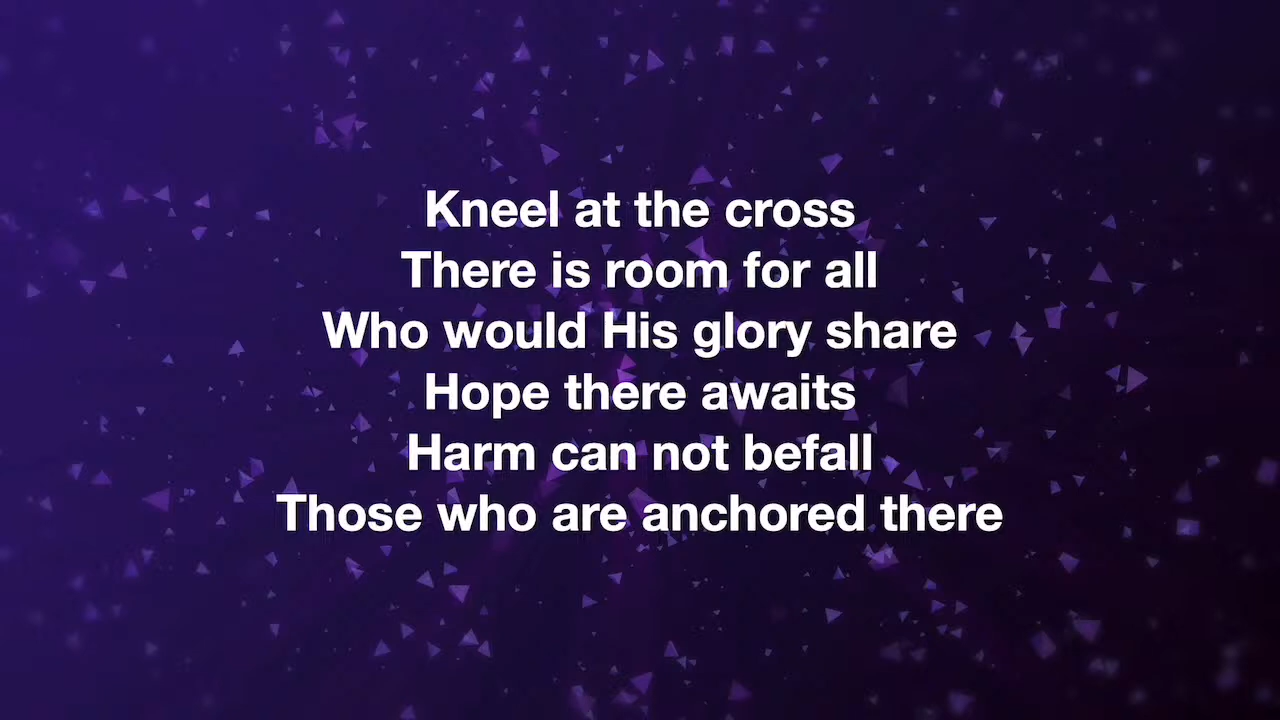 Kneel at the cross
There is room for all
Who would His glory share
Hope there awaits
Harm can not befall
Those who are anchored there